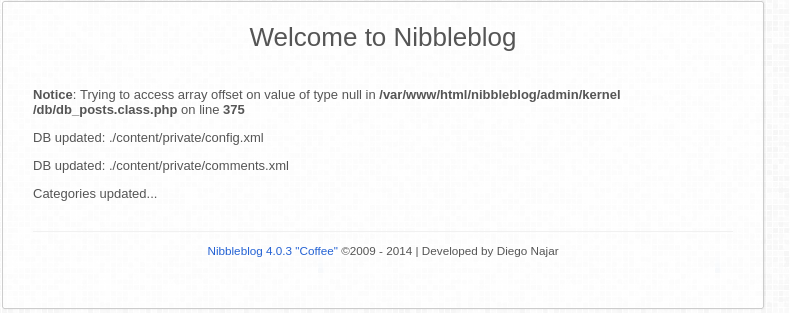 Welcome to Nibbleblog
Notice: Trying to access array offset on value of type null in /var/www/html/nibbleblog/admin/kernel
/db/db_posts.class.php on line 375
DB updated: ./content/private/config.xml
DB updated: ./content/private/comments.xml
Categories updated...
Nibbleblog 4.0.3 "Coffee" ©2009 - 2014 | Developed by Diego Najar